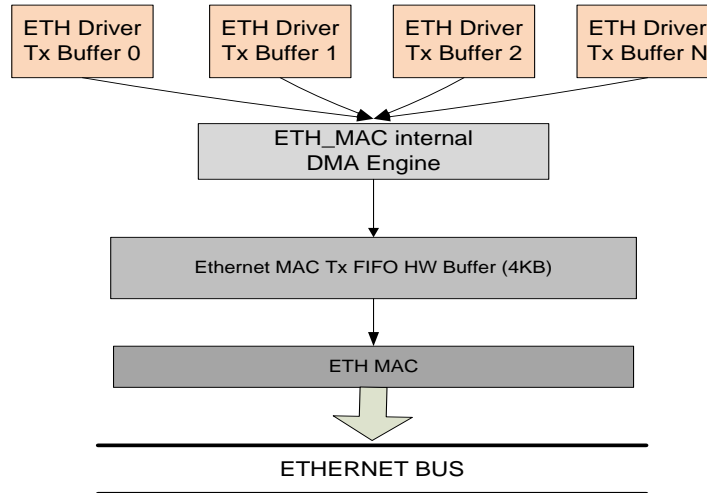 ETH Driver
Tx Buffer 0
ETH Driver
Tx Buffer 1
ETH Driver
Tx Buffer 2
ETH Driver
Tx Buffer N
ETH_MAC internal
DMA Engine
Ethernet MAC Tx FIFO HW Buffer (4KB)
ETH MAC
ETHERNET BUS